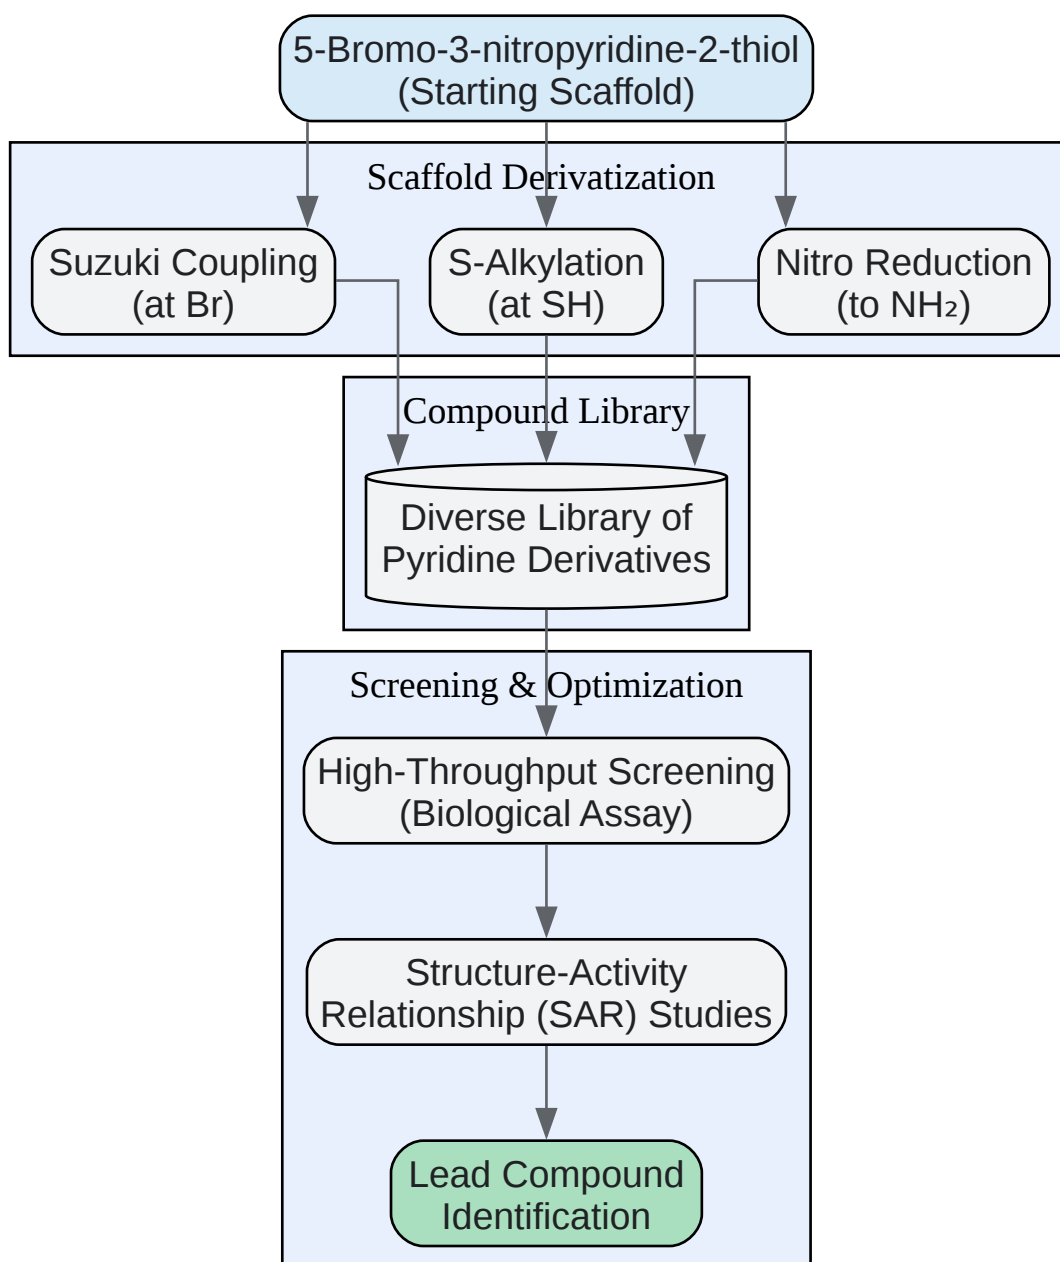 5-Bromo-3-nitropyridine-2-thiol
(Starting Scaffold)
Scaffold Derivatization
Suzuki Coupling
(at Br)
S-Alkylation
(at SH)
Nitro Reduction
(to NH₂)
Compound Library
Diverse Library of
Pyridine Derivatives
Screening & Optimization
High-Throughput Screening
(Biological Assay)
Structure-Activity
Relationship (SAR) Studies
Lead Compound
Identification